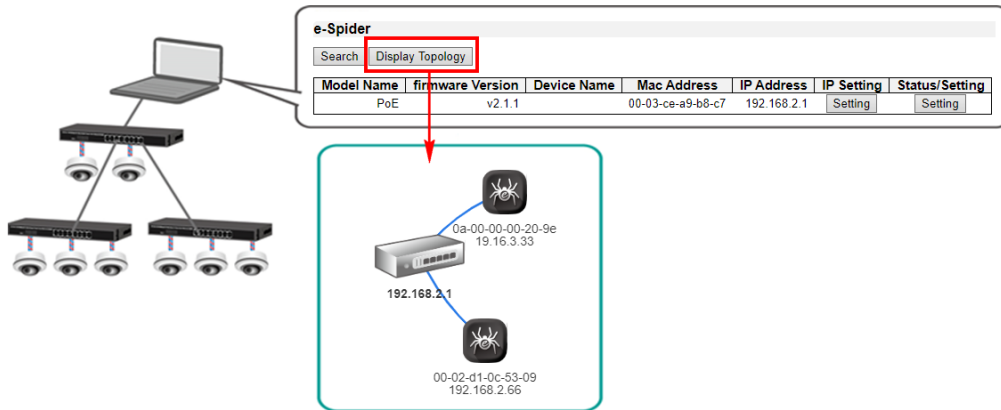 e-Spider
Search Display Topology
Model Name firmware Version Device Name Mac Address IP Address IP Setting Status/Setting
PoE v2.1.1 00-03-ce-a9-b8-c7 192.168.2.1 Setting Setting
0a-00-00-00-20-9e
19.16.3.33
192.168.2.1
00-02-d1-0c-53-09
192.168.2.66